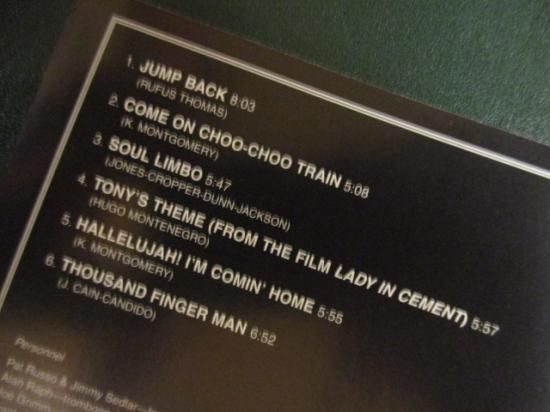 1. JUMP BACK 8:03
(RUFUS THOMAS)
2. COME ON CHOO-CHOO TRAIN 5:08
(K. MONTGOMERY)
3. SOUL LIMBO 5:47
(JONES-CROPPER-DUNN-JACKSON)
4. TONY'S THEME (FROM THE FILM LADY IN CEMENT) 5:57
(HUGO MONTENEGRO)
5. HALLELUJAH! I'M COMIN' HOME 5:55
(K. MONTGOMERY)
6. THOUSAND FINGER MAN 6:52
(J. CAIN-CANDIDO)
Personnel
Pat Russo & Jimmy Sedlar
Alan Raph—trombone